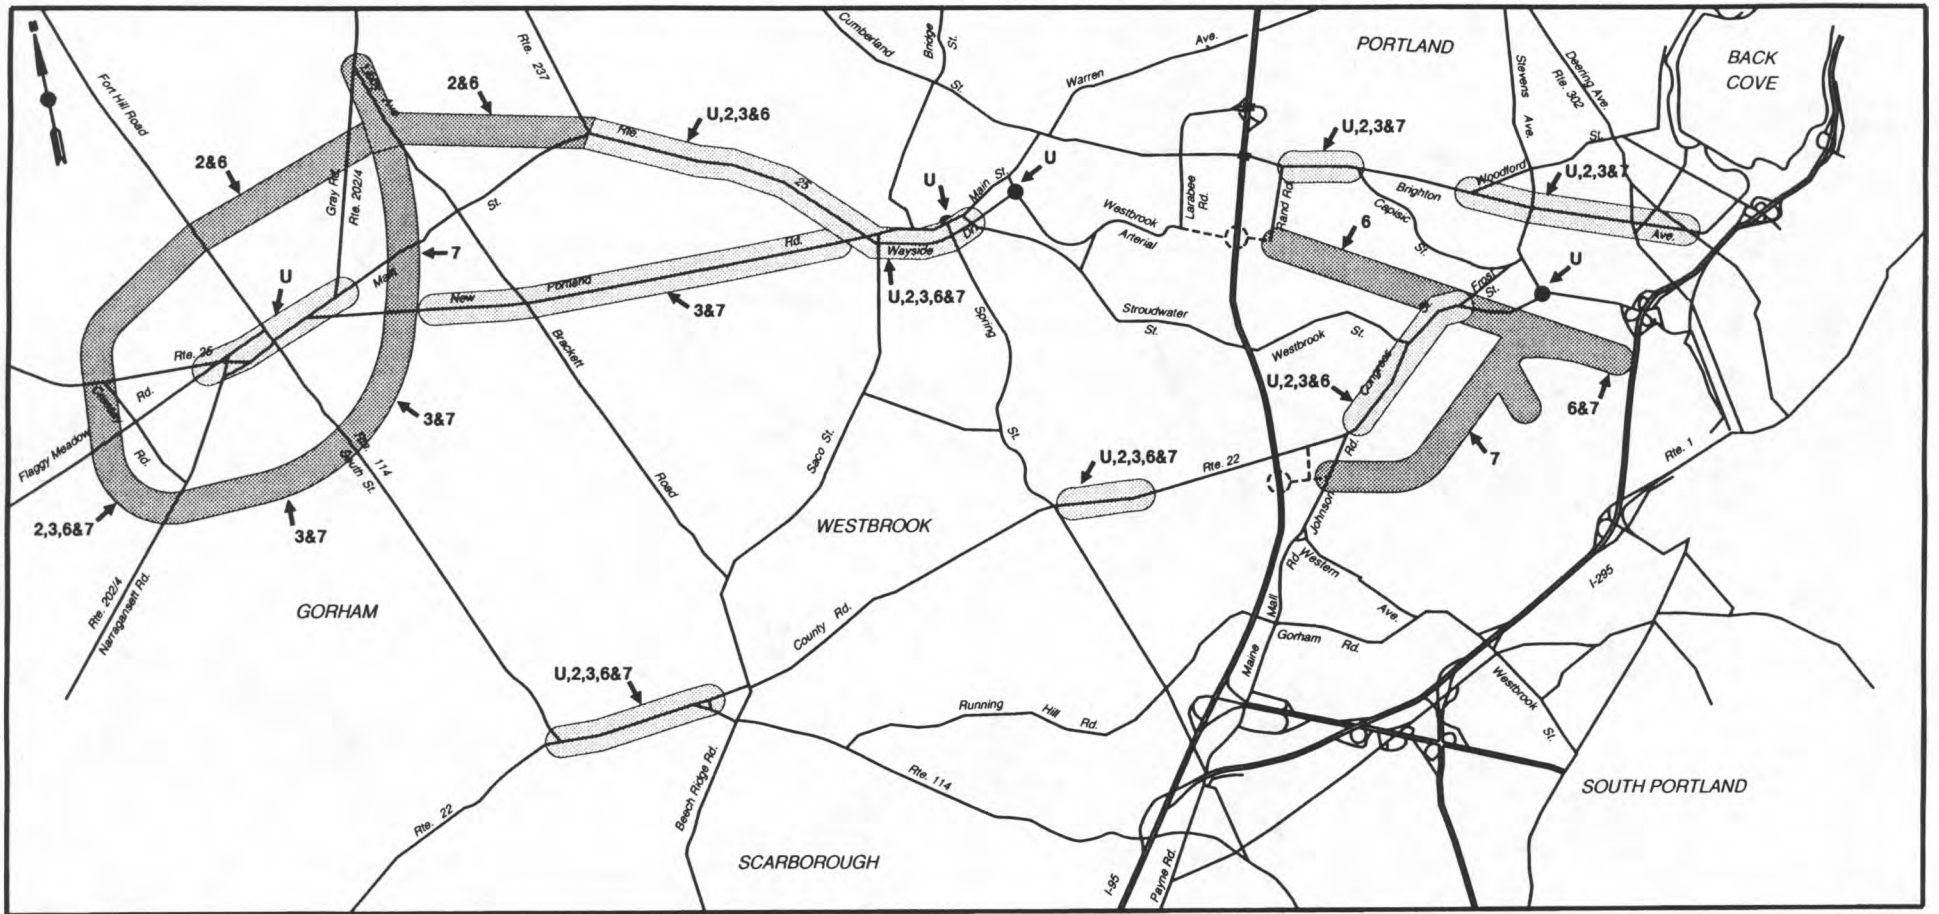 Fort Hill Road
Rte. 237
Cumberland
St.
Bridge
St.
Warren
Ave.
PORTLAND
Stevens
Ave.
Deering Ave.
Rte. 302
BACK
COVE
2&6
U,2,3&6
Rte.
25
2&6
Gray Rd.
Rte. 202/4
St.
Main
7
U
U
Main St.
U
Wayside
Dr.
U,2,3,6&7
Westbrook
Arterial
Larabee
Rd.
Rand Rd.
U,2,3&7
Brighton
Ave.
Woodford
St.
U,2,3&7
Capisic
St.
6
Frost
St.
U
New
Portland
Rd.
3&7
Spring
St.
Stroudwater
St.
Westbrook
St.
Congress
St.
U,2,3&6
6&7
7
Rte. 25
Rd.
Flaggy Meadow
Rd.
3&7
Rte. 114
South St.
2,3,6&7
3&7
Rte. 202/4
Narragansett Rd.
Brackett
Road
Saco St.
U,2,3,6&7
Rte. 22
Johnson
Rd.
Rte. 1
WESTBROOK
GORHAM
Western
Ave.
I-295
County
Rd.
Maine
Mall
Rd.
Gorham
Rd.
Westbrook
St.
U,2,3,6&7
Running
Hill
Rd.
Rte. 114
Beech Ridge Rd.
Rte. 22
SOUTH PORTLAND
SCARBOROUGH
I-95
Payne Rd.